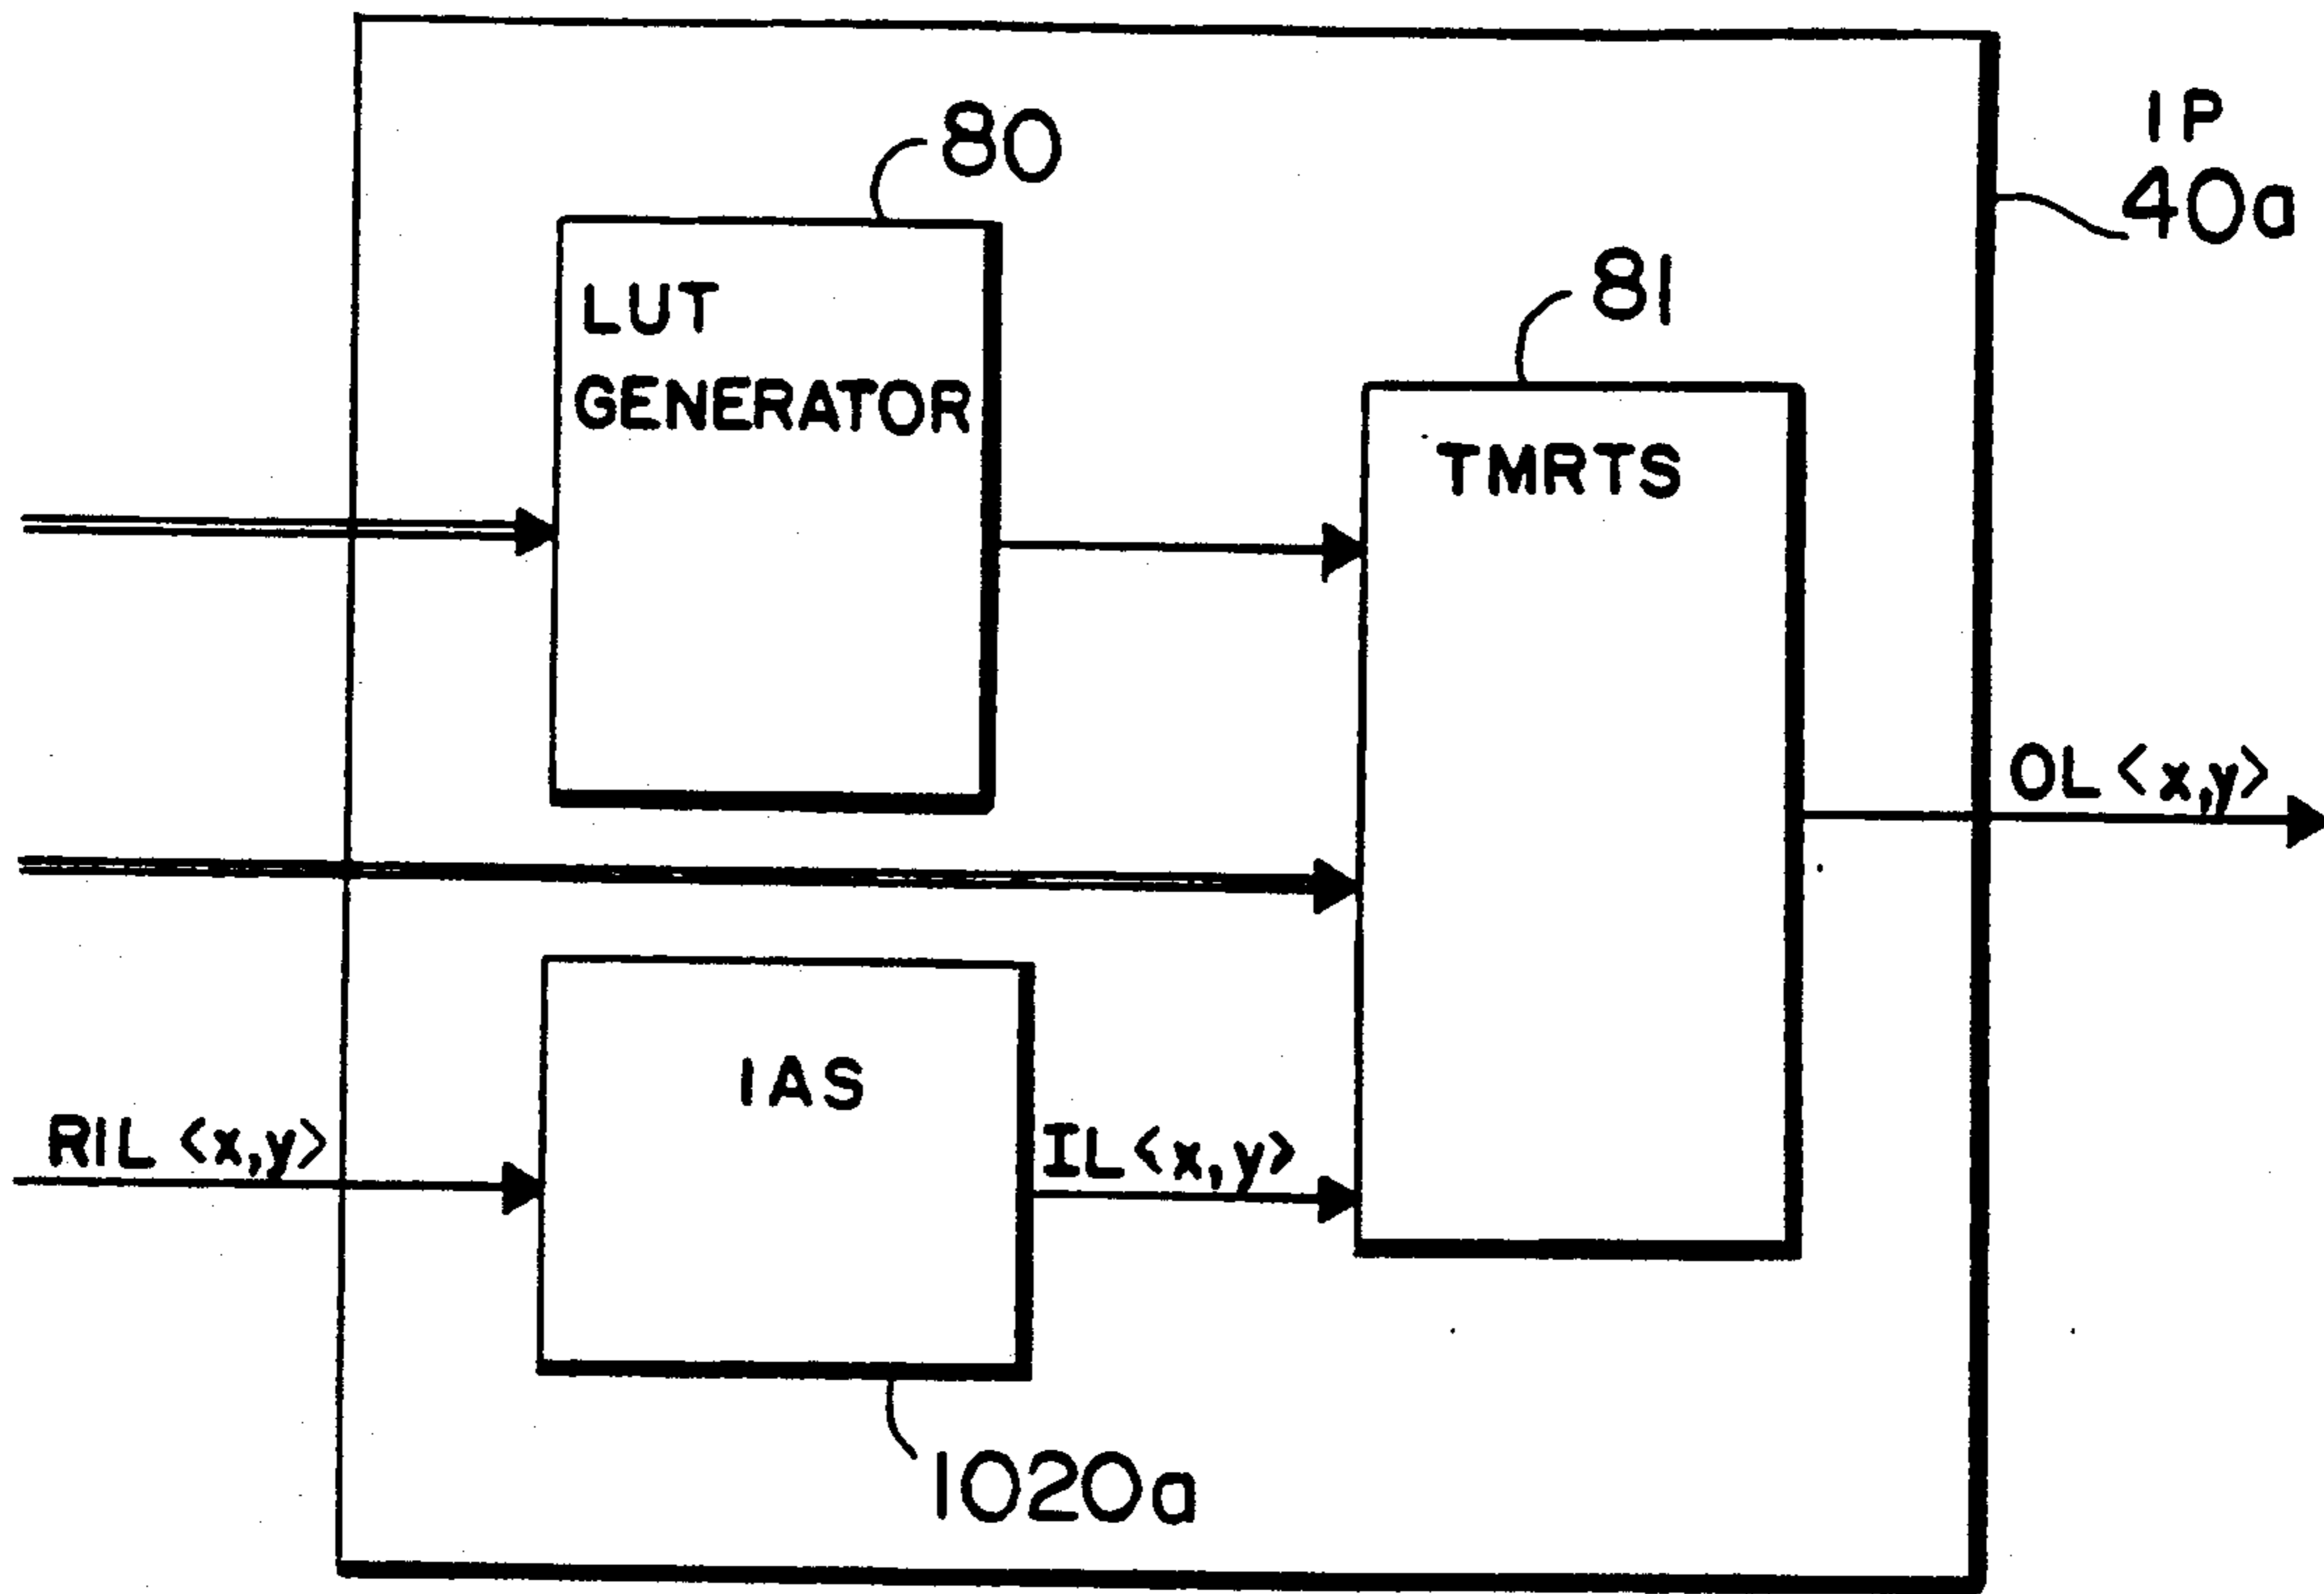 IP
40a
80
LUT
GENERATOR
81
TMRTS
OL <x,y>
IAS
RIL <x,y>
IL <x,y>
1020a